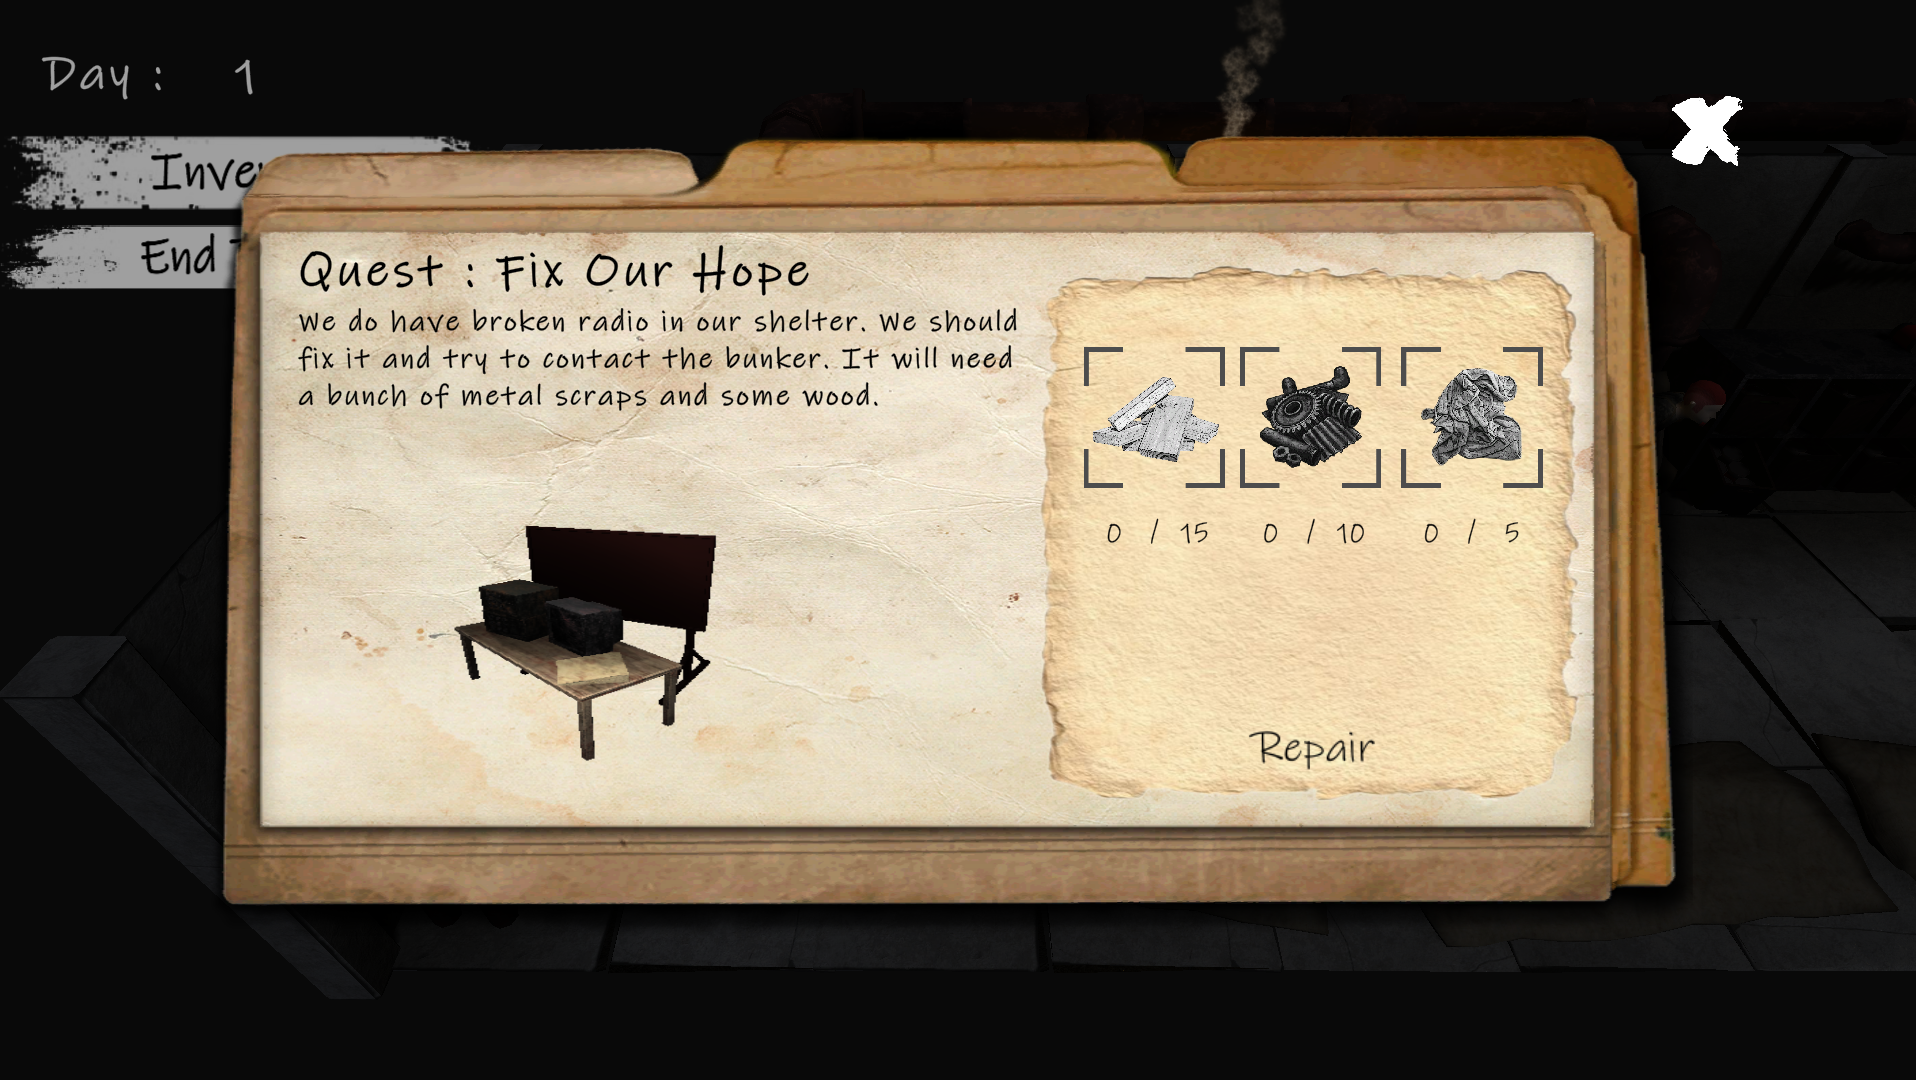 Day : 1
End
Quest : Fix Our Hope
We do have broken radio in our shelter. We should
fix it and try to contact the bunker. It will need
a bunch of metal scraps and some wood.
0 / 15 0 / 10 0 / 5
Repair